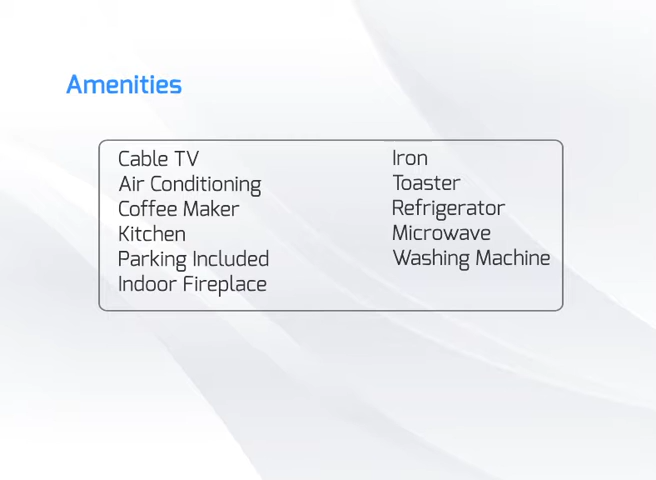 Amenities
Cable TV
Air Conditioning
Coffee Maker
Kitchen
Parking Included
Indoor Fireplace
Iron
Toaster
Refrigerator
Microwave
Washing Machine